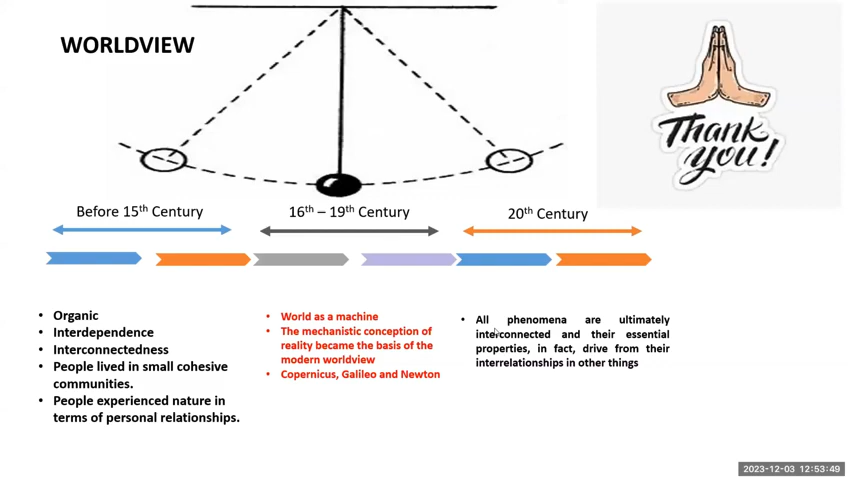 WORLDVIEW
Thank
you!
Before 15th Century
16th – 19th Century
20th Century
• Organic
• Interdependence
• Interconnectedness
• People lived in small cohesive
communities.
• People experienced nature in
terms of personal relationships.
• World as a machine
• The mechanistic conception of
reality became the basis of the
modern worldview
• Copernicus, Galileo and Newton
• All phenomena are ultimately
interconnected and their essential
properties, in fact, drive from their
interrelationships in other things
2023-12-03 12:53:49